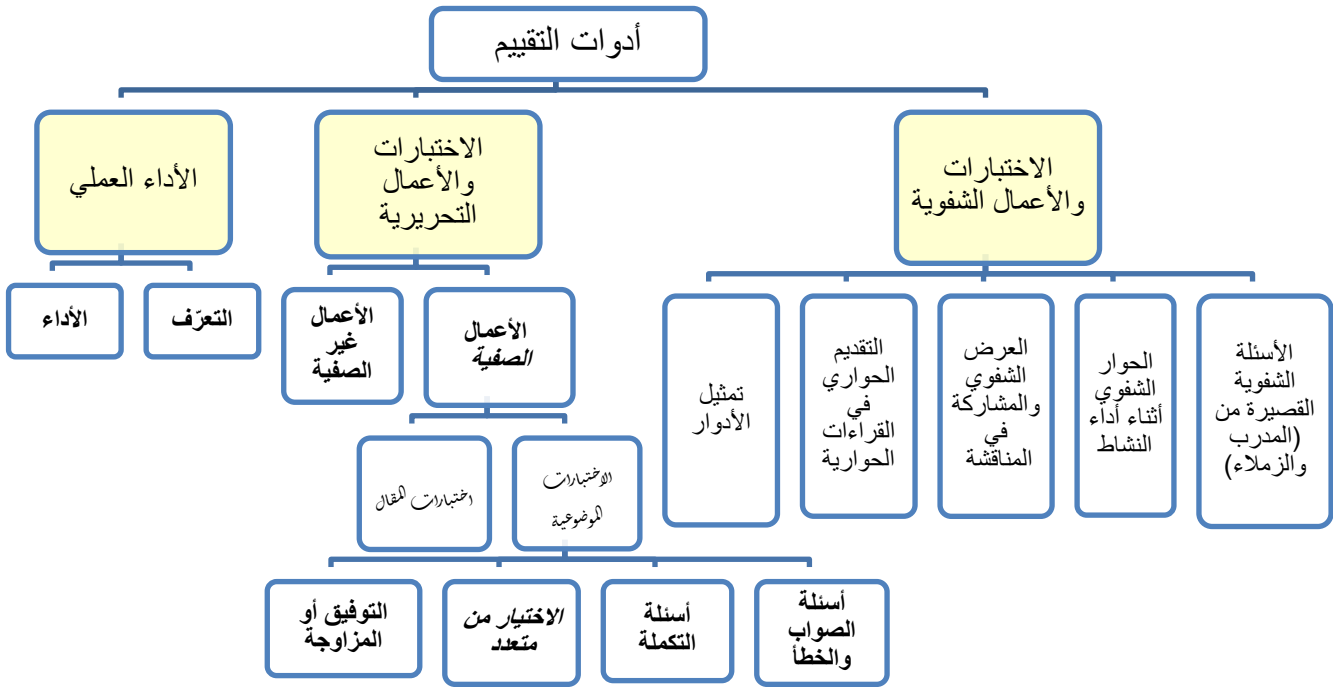 أدوات التقييم
الاختبارات
والأعمال الشفوية
الاختبارات
والأعمال
التحريرية
الأداء العملي
الأسئلة
الشفوية
القصيرة من
(المدرب
والزملاء)
الحوار
الشفوي
أثناء أداء
النشاط
العرض
الشفوي
والمشاركة
في
المناقشة
التقديم
الحواري
في
القراءات
الحوارية
تمثيل
الأدوار
الأعمال
الصفية
الأعمال
غير
الصفية
التعرّف
الأداء
الاختبارات
الموضوعية
اختبارات المقال
أسئلة
الصواب
والخطأ
أسئلة
التكملة
الاختيار من
متعدد
التوفيق أو
المزاوجة